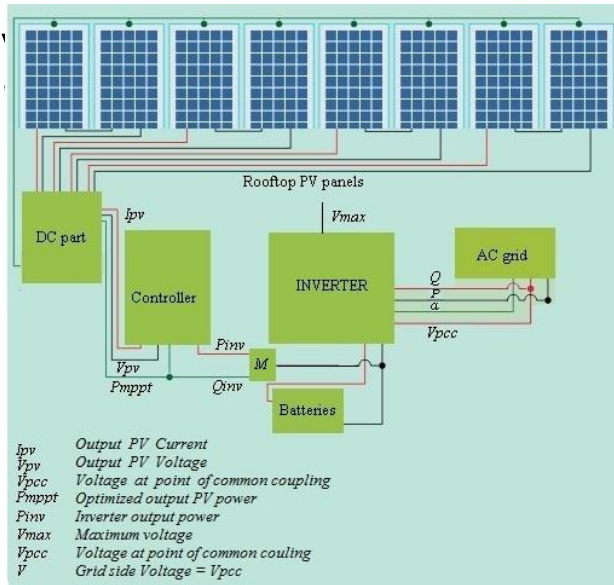 Rooftop PV panels
Ipv
Vmax
DC part
Controller
INVERTER
AC grid
Q
P
a
Vpcc
Pinv
M
Vpv
Pmppt
Qinv
Batteries
Ipv Output PV Current
Vpv Output PV Voltage
Vpcc Voltage at point of common coupling
Pmppt Optimized output PV power
Pinv Inverter output power
Vmax Maximum voltage
Vpcc Voltage at point of common couling
V Grid side Voltage = Vpcc